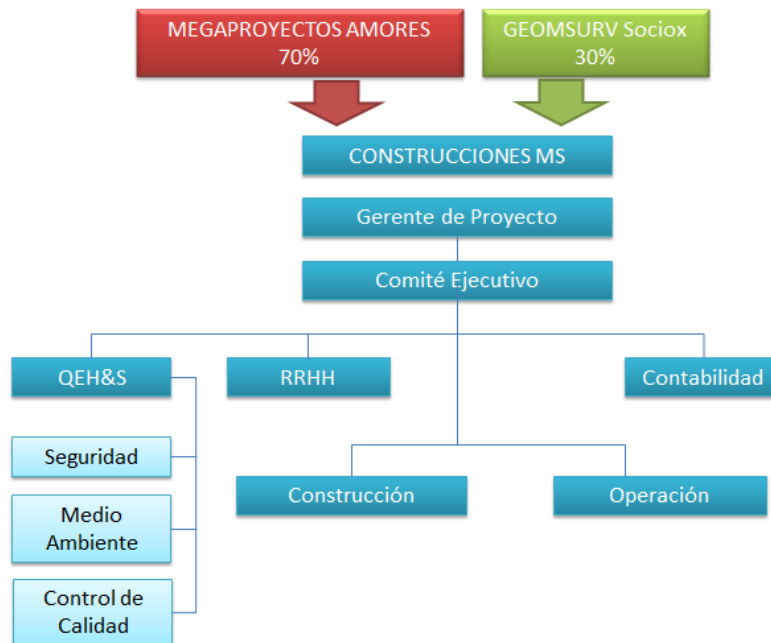 MEGAPROYECTOS AMORES
70%
GEOMSURV Sociox
30%
CONSTRUCCIONES MS
Gerente de Proyecto
Comité Ejecutivo
QEH&S
RRHH
Contabilidad
Seguridad
Construcción
Operación
Medio
Ambiente
Control de
Calidad